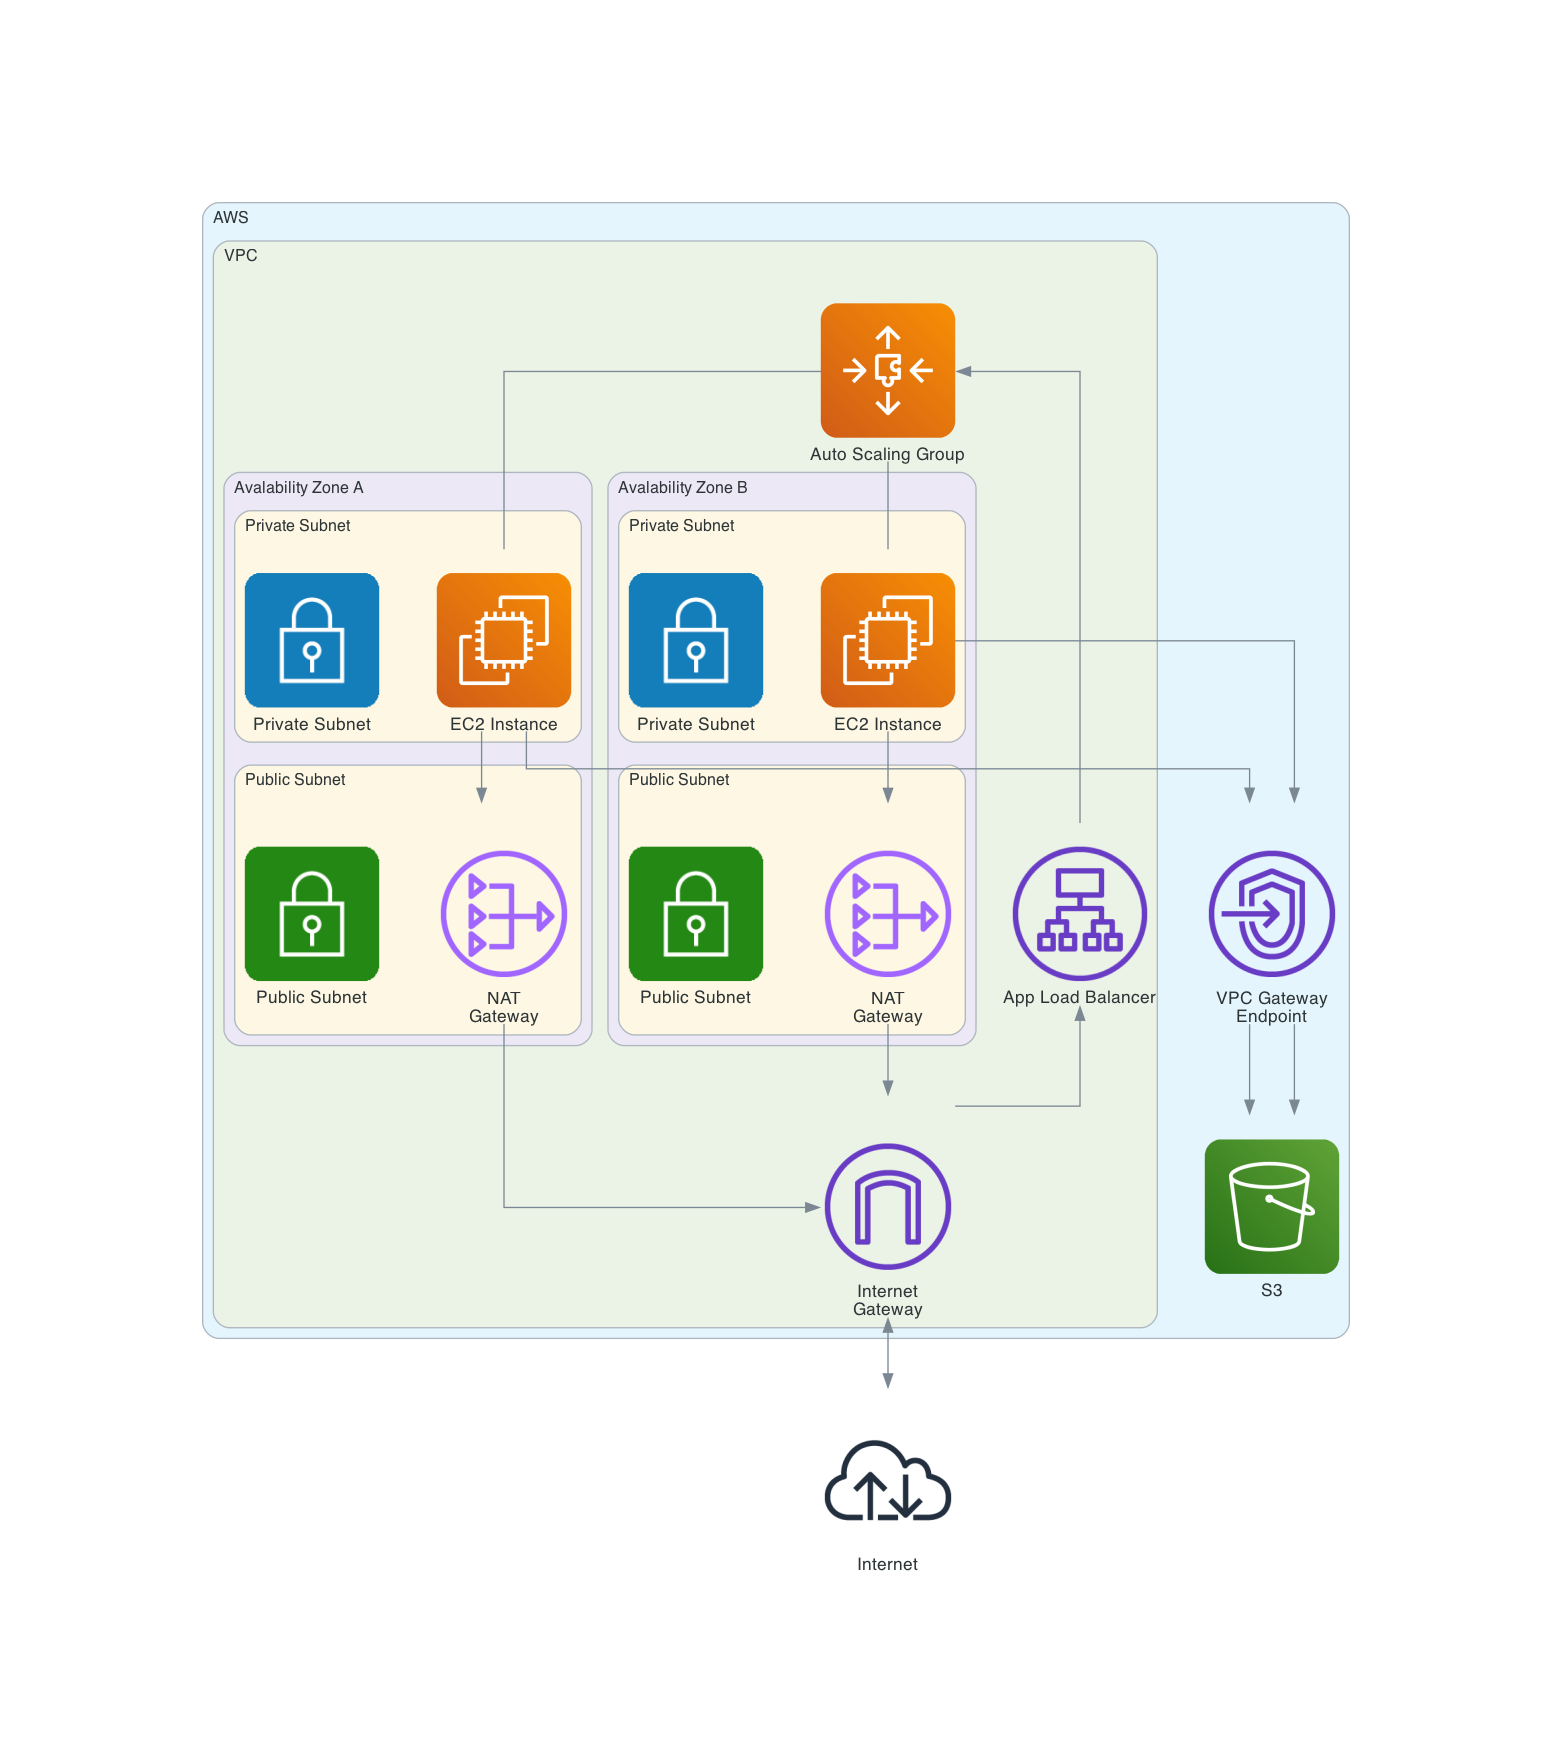 AWS
VPC
Auto Scaling Group
Avalability Zone A
Avalability Zone B
Private Subnet
Private Subnet
Private Subnet
EC2 Instance
Private Subnet
EC2 Instance
Public Subnet
Public Subnet
Public Subnet
NAT
Gateway
Public Subnet
NAT
Gateway
App Load Balancer
VPC Gateway
Endpoint
Internet
Gateway
S3
Internet